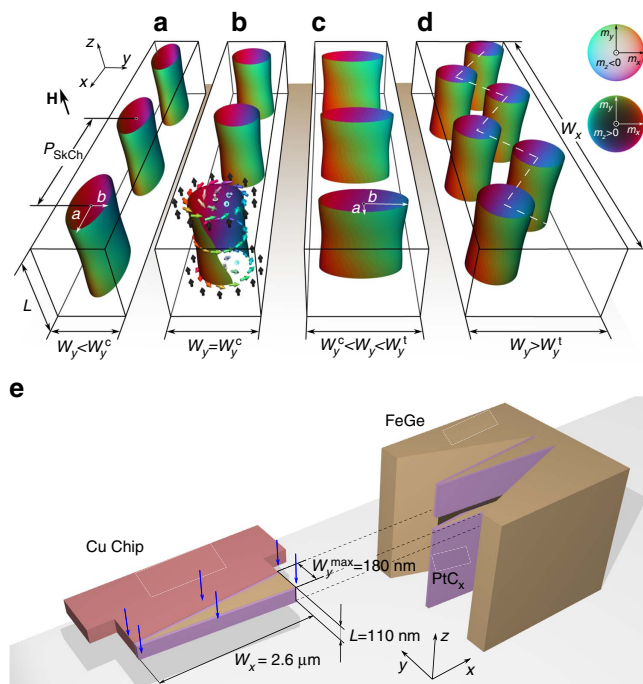 a
b
c
d
z
y
x
H
P_SkCh
a
b
a
b
L
W_x
m_y
m_x
m_z<0
m_y
m_x
m_z>0
W_y<W_y^c
W_y=W_y^c
W_y^c<W_y<W_y^t
W_y>W_y^t
e
FeGe
Cu Chip
W_y^max=180 nm
PtC_x
L=110 nm
W_x = 2.6 μm
z
y
x